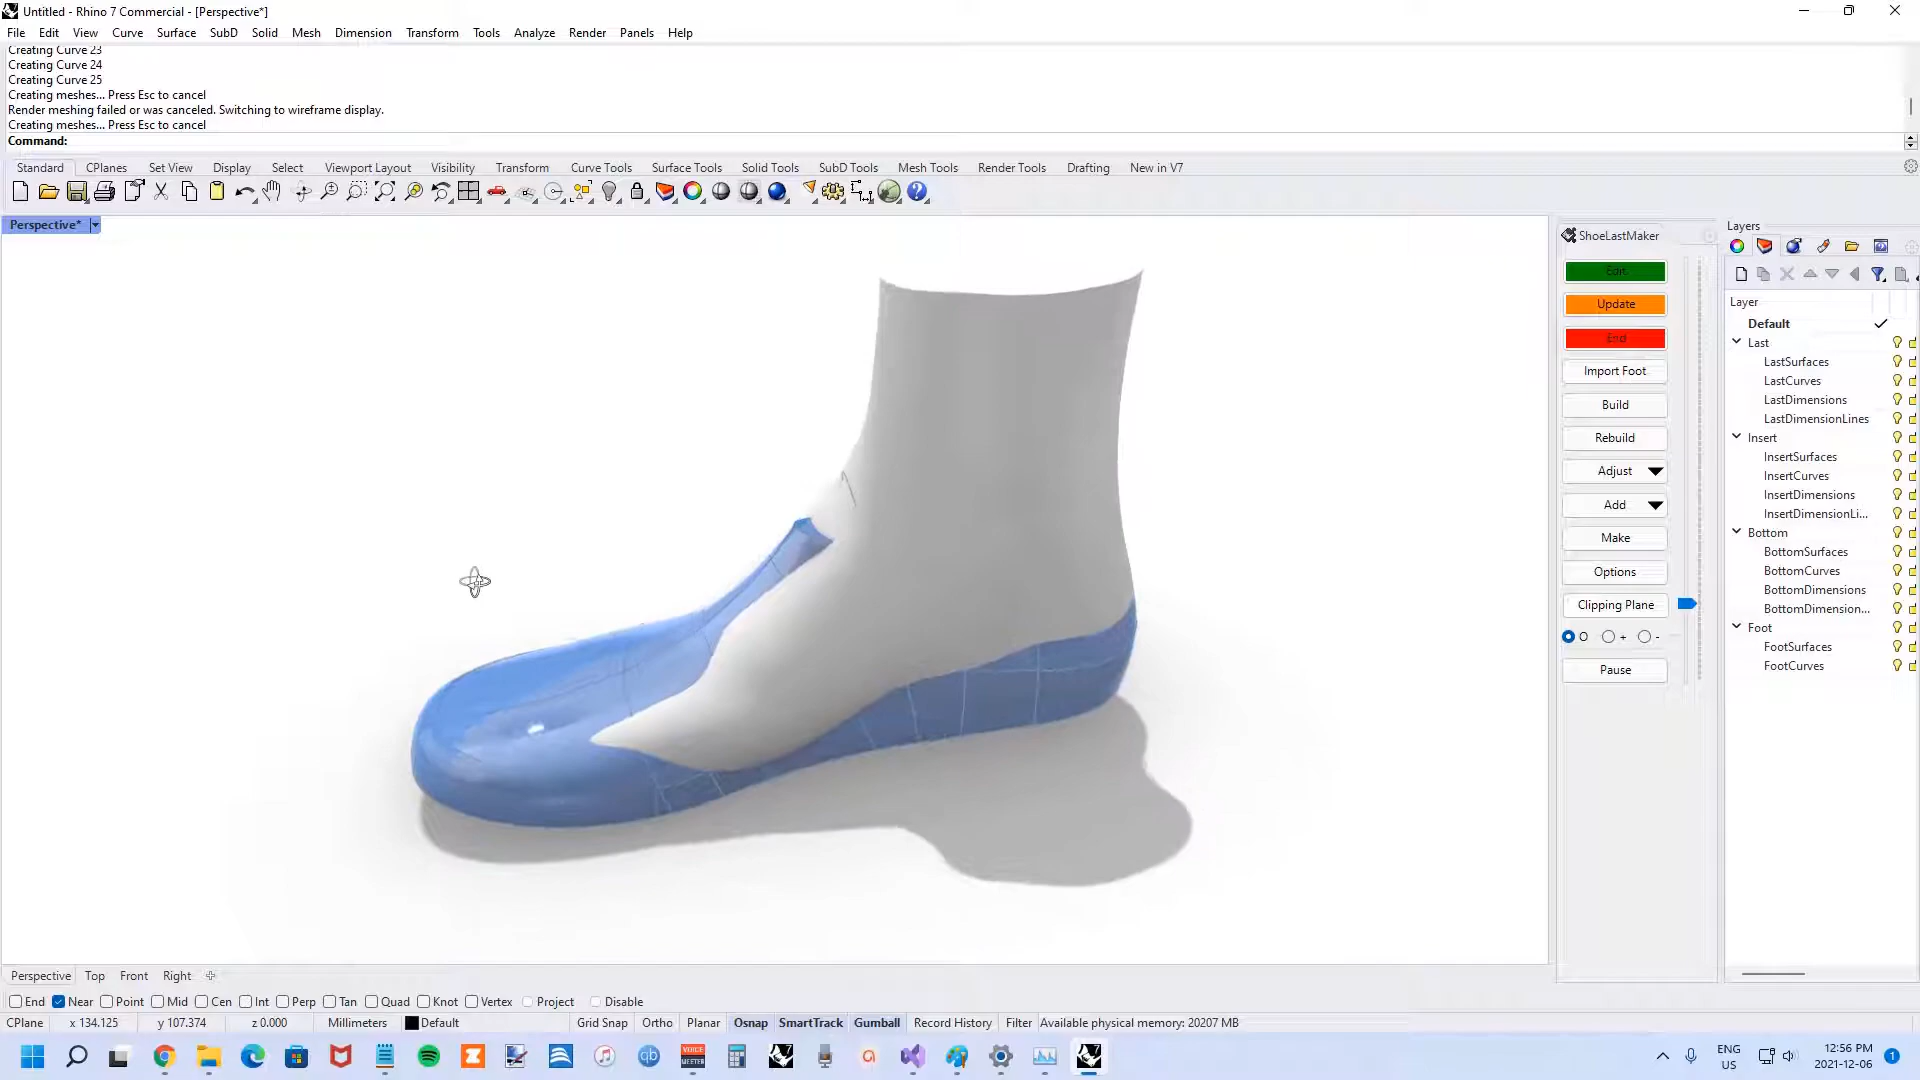 Untitled - Rhino 7 Commercial - [Perspective*]
File Edit View Curve Surface SubD Solid Mesh Dimension Transform Tools Analyze Render Panels Help
Creating Curve 23
Creating Curve 24
Creating Curve 25
Creating meshes... Press Esc to cancel
Render meshing failed or was canceled. Switching to wireframe display.
Creating meshes... Press Esc to cancel
Command:
Standard CPlanes Set View Display Select Viewport Layout Visibility Transform Curve Tools Surface Tools Solid Tools SubD Tools Mesh Tools Render Tools Drafting New in V7
Perspective*
ShoeLastMaker
Edit
Update
End
Import Foot
Build
Rebuild
Adjust
Add
Make
Options
Clipping Plane
O + -
Pause
Layers
Layer
Default
Last
LastSurfaces
LastCurves
LastDimensions
LastDimensionLines
Insert
InsertSurfaces
InsertCurves
InsertDimensions
InsertDimensionLi...
Bottom
BottomSurfaces
BottomCurves
BottomDimensions
BottomDimension...
Foot
FootSurfaces
FootCurves
Perspective Top Front Right
End Near Point Mid Cen Int Perp Tan Quad Knot Vertex Project Disable
CPlane x 134.125 y 107.374 z 0.000 Millimeters Default Grid Snap Ortho Planar Osnap SmartTrack Gumball Record History Filter Available physical memory: 20207 MB
VOICE MEETER
qb
ENG
US
12:56 PM
2021-12-06
1